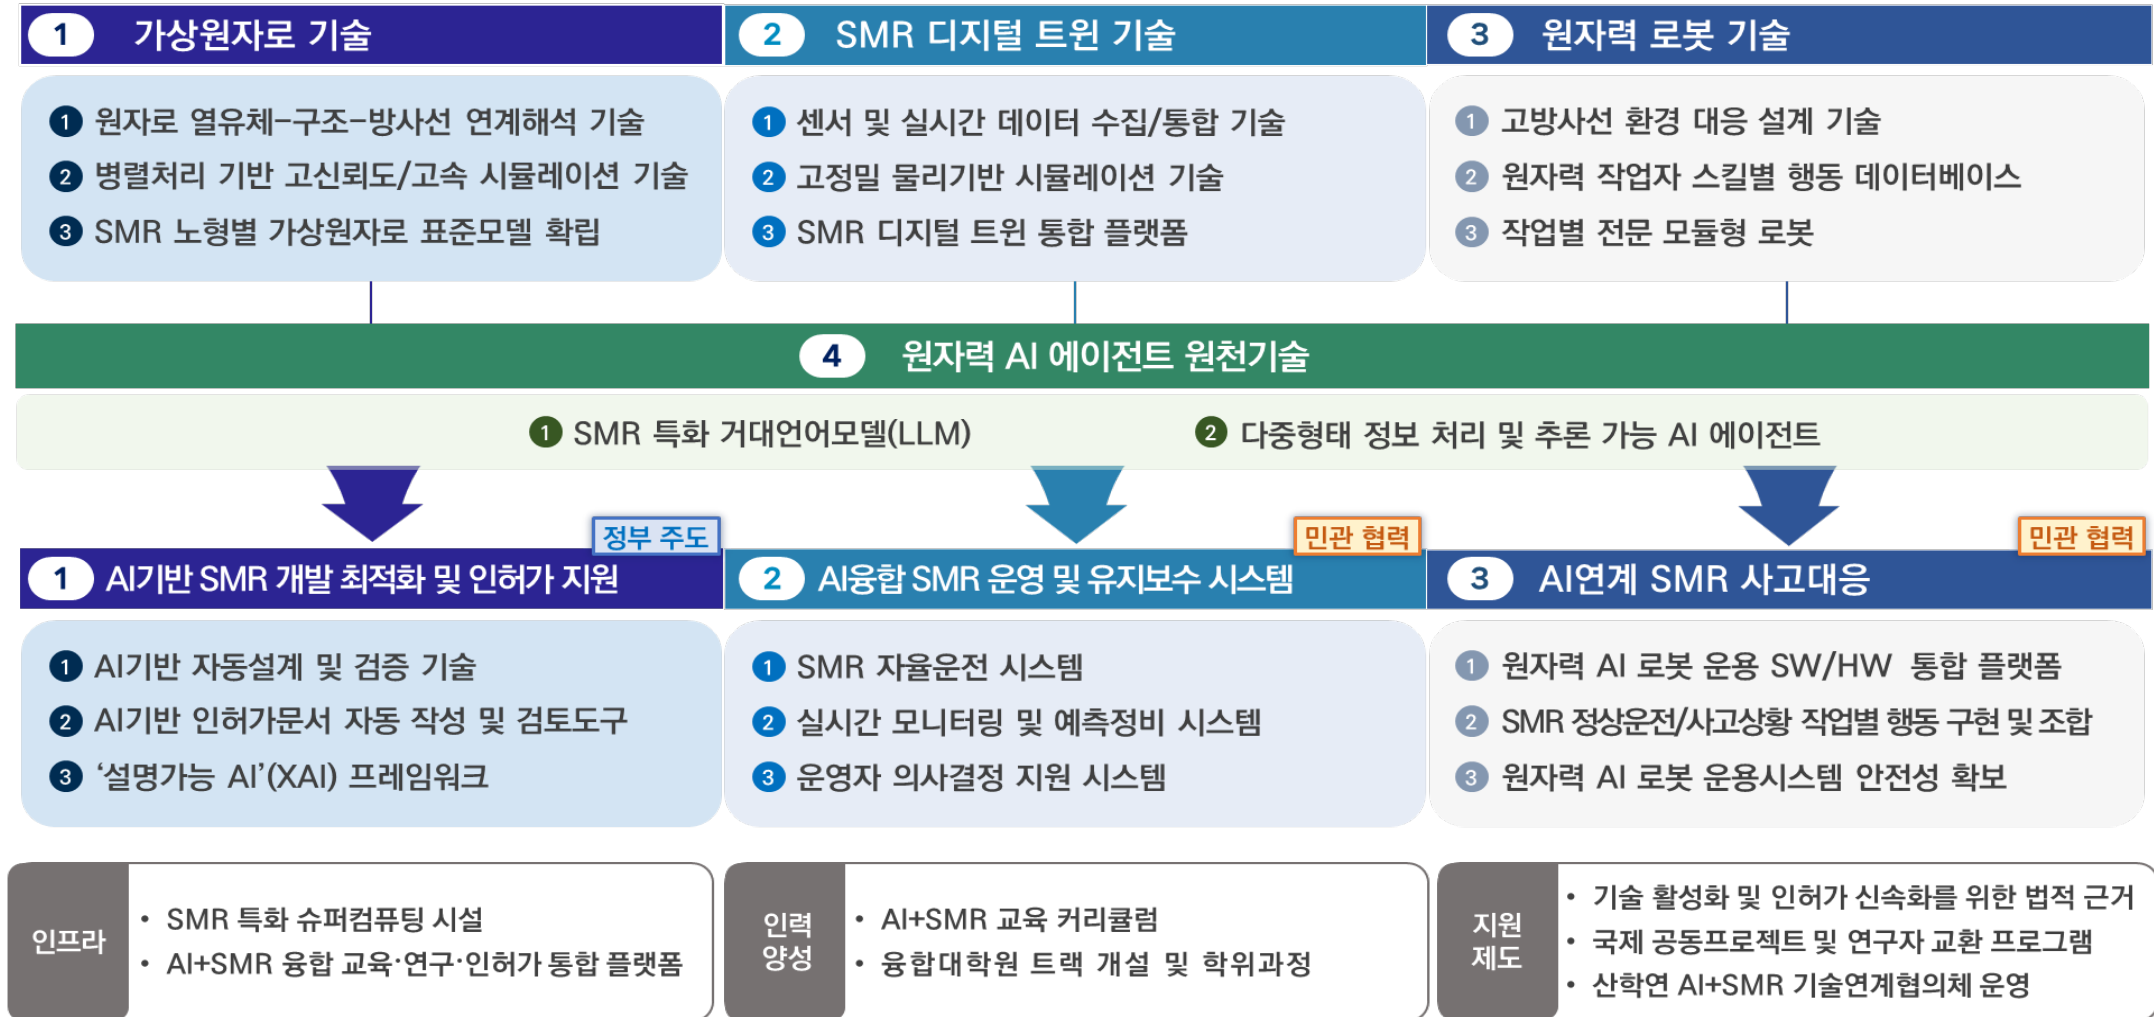 1 가상원자로 기술
1 원자로 열유체-구조-방사선 연계해석 기술
2 병렬처리 기반 고신뢰도/고속 시뮬레이션 기술
3 SMR 노형별 가상원자로 표준모델 확립
2 SMR 디지털 트윈 기술
1 센서 및 실시간 데이터 수집/통합 기술
2 고정밀 물리기반 시뮬레이션 기술
3 SMR 디지털 트윈 통합 플랫폼
3 원자력 로봇 기술
1 고방사선 환경 대응 설계 기술
2 원자력 작업자 스킬별 행동 데이터베이스
3 작업별 전문 모듈형 로봇
4 원자력 AI 에이전트 원천기술
1 SMR 특화 거대언어모델(LLM)
2 다중형태 정보 처리 및 추론 가능 AI 에이전트
정부 주도
1 AI기반 SMR 개발 최적화 및 인허가 지원
1 AI기반 자동설계 및 검증 기술
2 AI기반 인허가문서 자동 작성 및 검토도구
3 ‘설명가능 AI’(XAI) 프레임워크
민관 협력
2 AI융합 SMR 운영 및 유지보수 시스템
1 SMR 자율운전 시스템
2 실시간 모니터링 및 예측정비 시스템
3 운영자 의사결정 지원 시스템
민관 협력
3 AI연계 SMR 사고대응
1 원자력 AI 로봇 운용 SW/HW 통합 플랫폼
2 SMR 정상운전/사고상황 작업별 행동 구현 및 조합
3 원자력 AI 로봇 운용시스템 안전성 확보
인프라
• SMR 특화 슈퍼컴퓨팅 시설
• AI+SMR 융합 교육·연구·인허가 통합 플랫폼
인력
양성
• AI+SMR 교육 커리큘럼
• 융합대학원 트랙 개설 및 학위과정
지원
제도
• 기술 활성화 및 인허가 신속화를 위한 법적 근거
• 국제 공동프로젝트 및 연구자 교환 프로그램
• 산학연 AI+SMR 기술연계협의체 운영